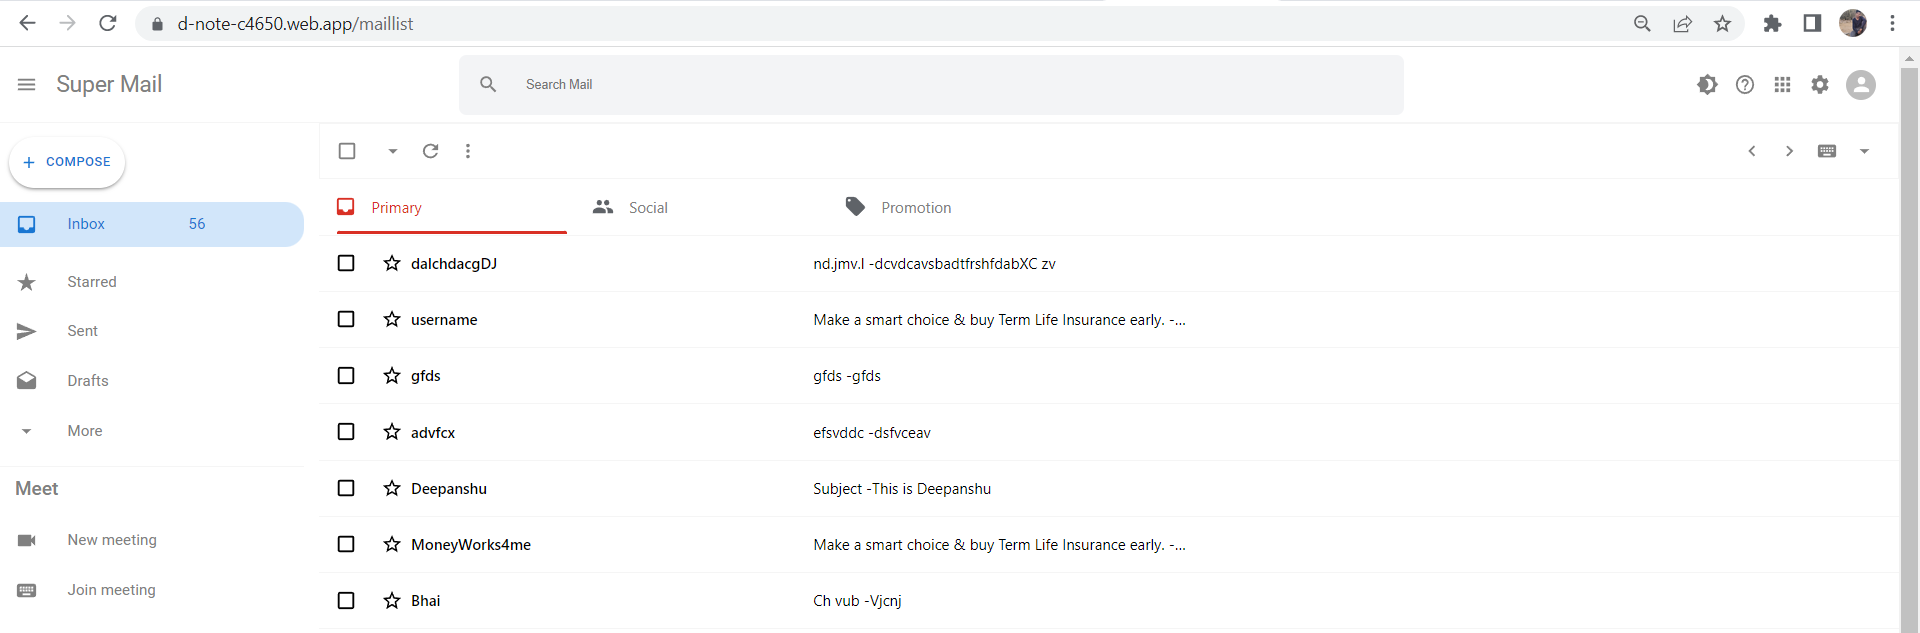 d-note-c4650.web.app/maillist
Super Mail
Search Mail
+ COMPOSE
Inbox 56
Starred
Sent
Drafts
More
Meet
New meeting
Join meeting
Primary Social Promotion
dalchdacgDJ nd.jmv.l -dcvdcavsbadtfrshfdabXC zv
username Make a smart choice & buy Term Life Insurance early. -...
gfds gfds -gfds
advfcx efsvddc -dsfvceav
Deepanshu Subject -This is Deepanshu
MoneyWorks4me Make a smart choice & buy Term Life Insurance early. -...
Bhai Ch vub -Vjcnj